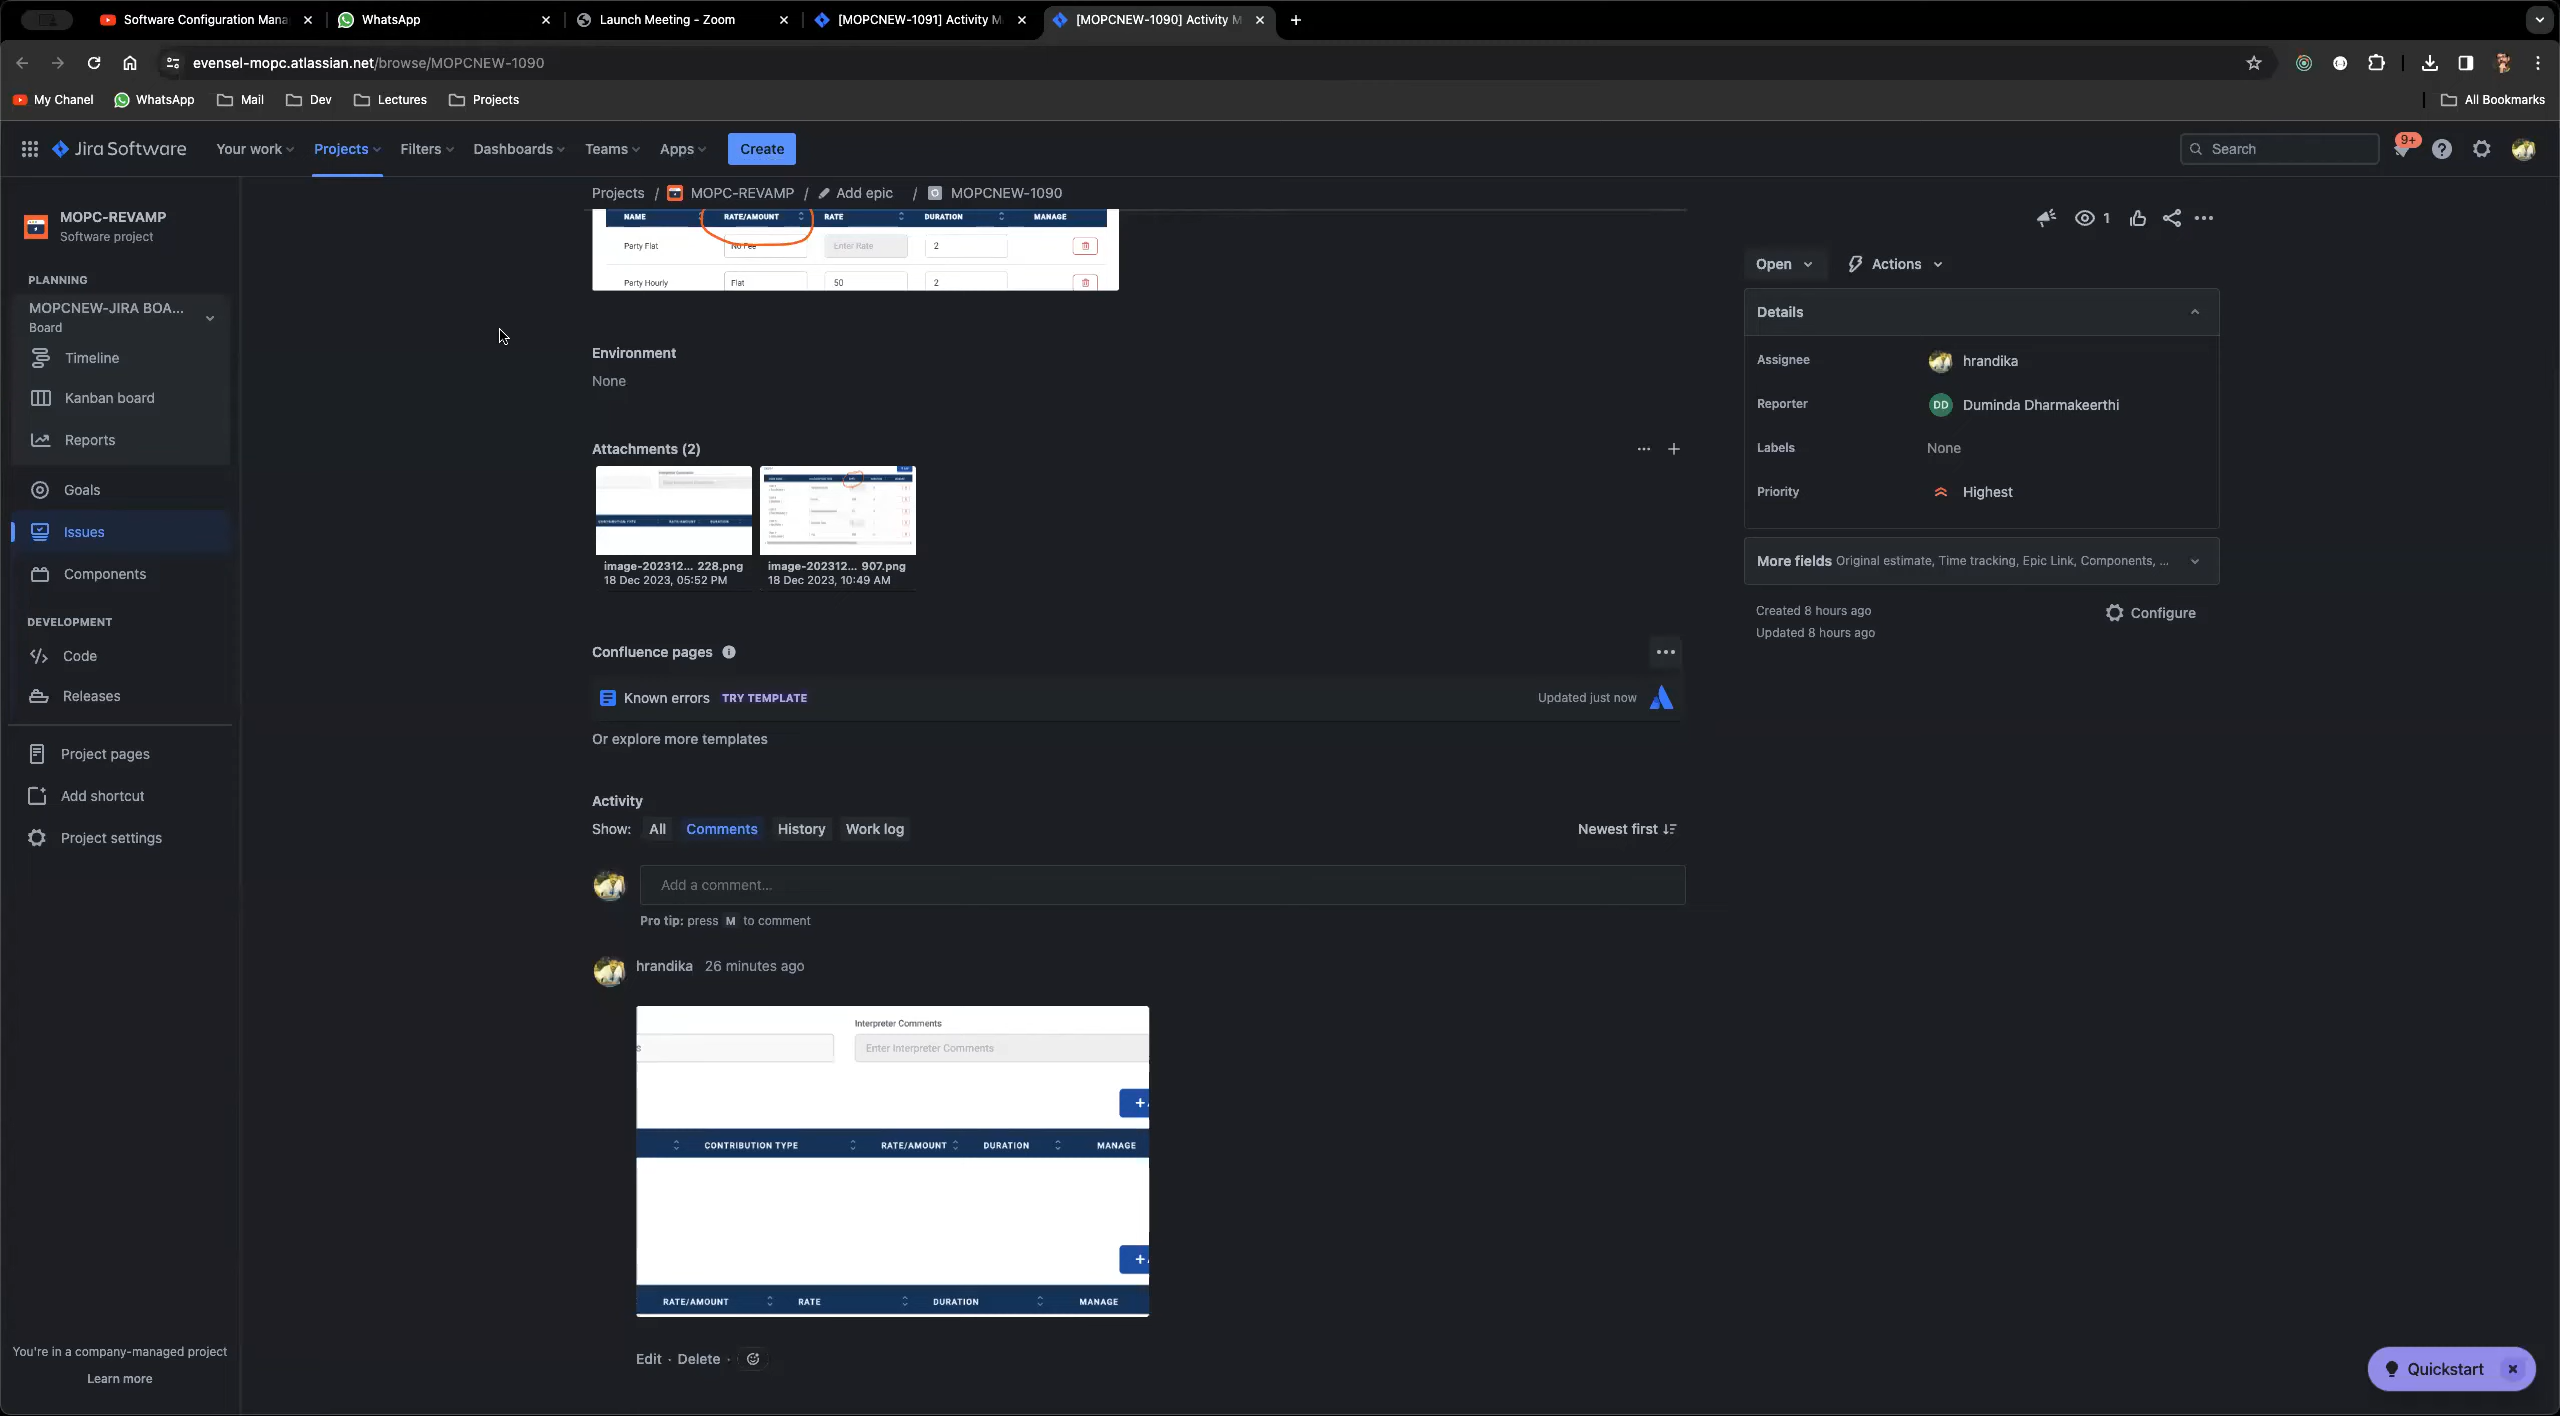 Software Configuration Mana
WhatsApp
Launch Meeting - Zoom
[MOPCNEW-1091] Activity M
[MOPCNEW-1090] Activity M
evensel-mopc.atlassian.net/browse/MOPCNEW-1090
My Chanel
WhatsApp
Mail
Dev
Lectures
Projects
All Bookmarks
Jira Software
Your work
Projects
Filters
Dashboards
Teams
Apps
Create
Search
9+
MOPC-REVAMP
Software project
PLANNING
MOPCNEW-JIRA BOA...
Board
Timeline
Kanban board
Reports
Goals
Issues
Components
DEVELOPMENT
Code
Releases
Project pages
Add shortcut
Project settings
You're in a company-managed project
Learn more
Projects / MOPC-REVAMP / Add epic / MOPCNEW-1090
NAME RATE/AMOUNT RATE DURATION MANAGE
Party Flat No Fee Enter Rate 2
Party Hourly Flat 50 2
Environment
None
Attachments (2)
CONTRIBUTION TYPE RATE/AMOUNT DURATION
image-202312... 228.png
18 Dec 2023, 05:52 PM
image-202312... 907.png
18 Dec 2023, 10:49 AM
Confluence pages
Known errors TRY TEMPLATE
Updated just now
Or explore more templates
Activity
Show: All Comments History Work log
Newest first
Add a comment...
Pro tip: press M to comment
hrandika 26 minutes ago
Interpreter Comments
s
Enter Interpreter Comments
+
CONTRIBUTION TYPE RATE/AMOUNT DURATION MANAGE
+
RATE/AMOUNT RATE DURATION MANAGE
Edit · Delete ·
1
Open
Actions
Details
Assignee
hrandika
Reporter
DD Duminda Dharmakeerthi
Labels
None
Priority
Highest
More fields Original estimate, Time tracking, Epic Link, Components, ...
Created 8 hours ago
Updated 8 hours ago
Configure
Quickstart